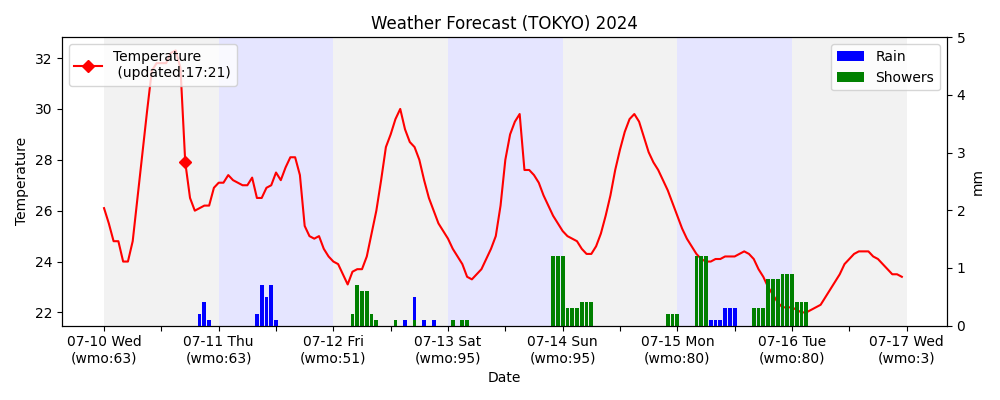 Weather Forecast (TOKYO) 2024
Temperature
(updated:17:21)
Rain
Showers
Temperature
32
30
28
26
24
22
5
4
3
2
1
0
mm
07-10 Wed
(wmo:63)
07-11 Thu
(wmo:63)
07-12 Fri
(wmo:51)
07-13 Sat
(wmo:95)
07-14 Sun
(wmo:95)
07-15 Mon
(wmo:80)
07-16 Tue
(wmo:80)
07-17 Wed
(wmo:3)
Date